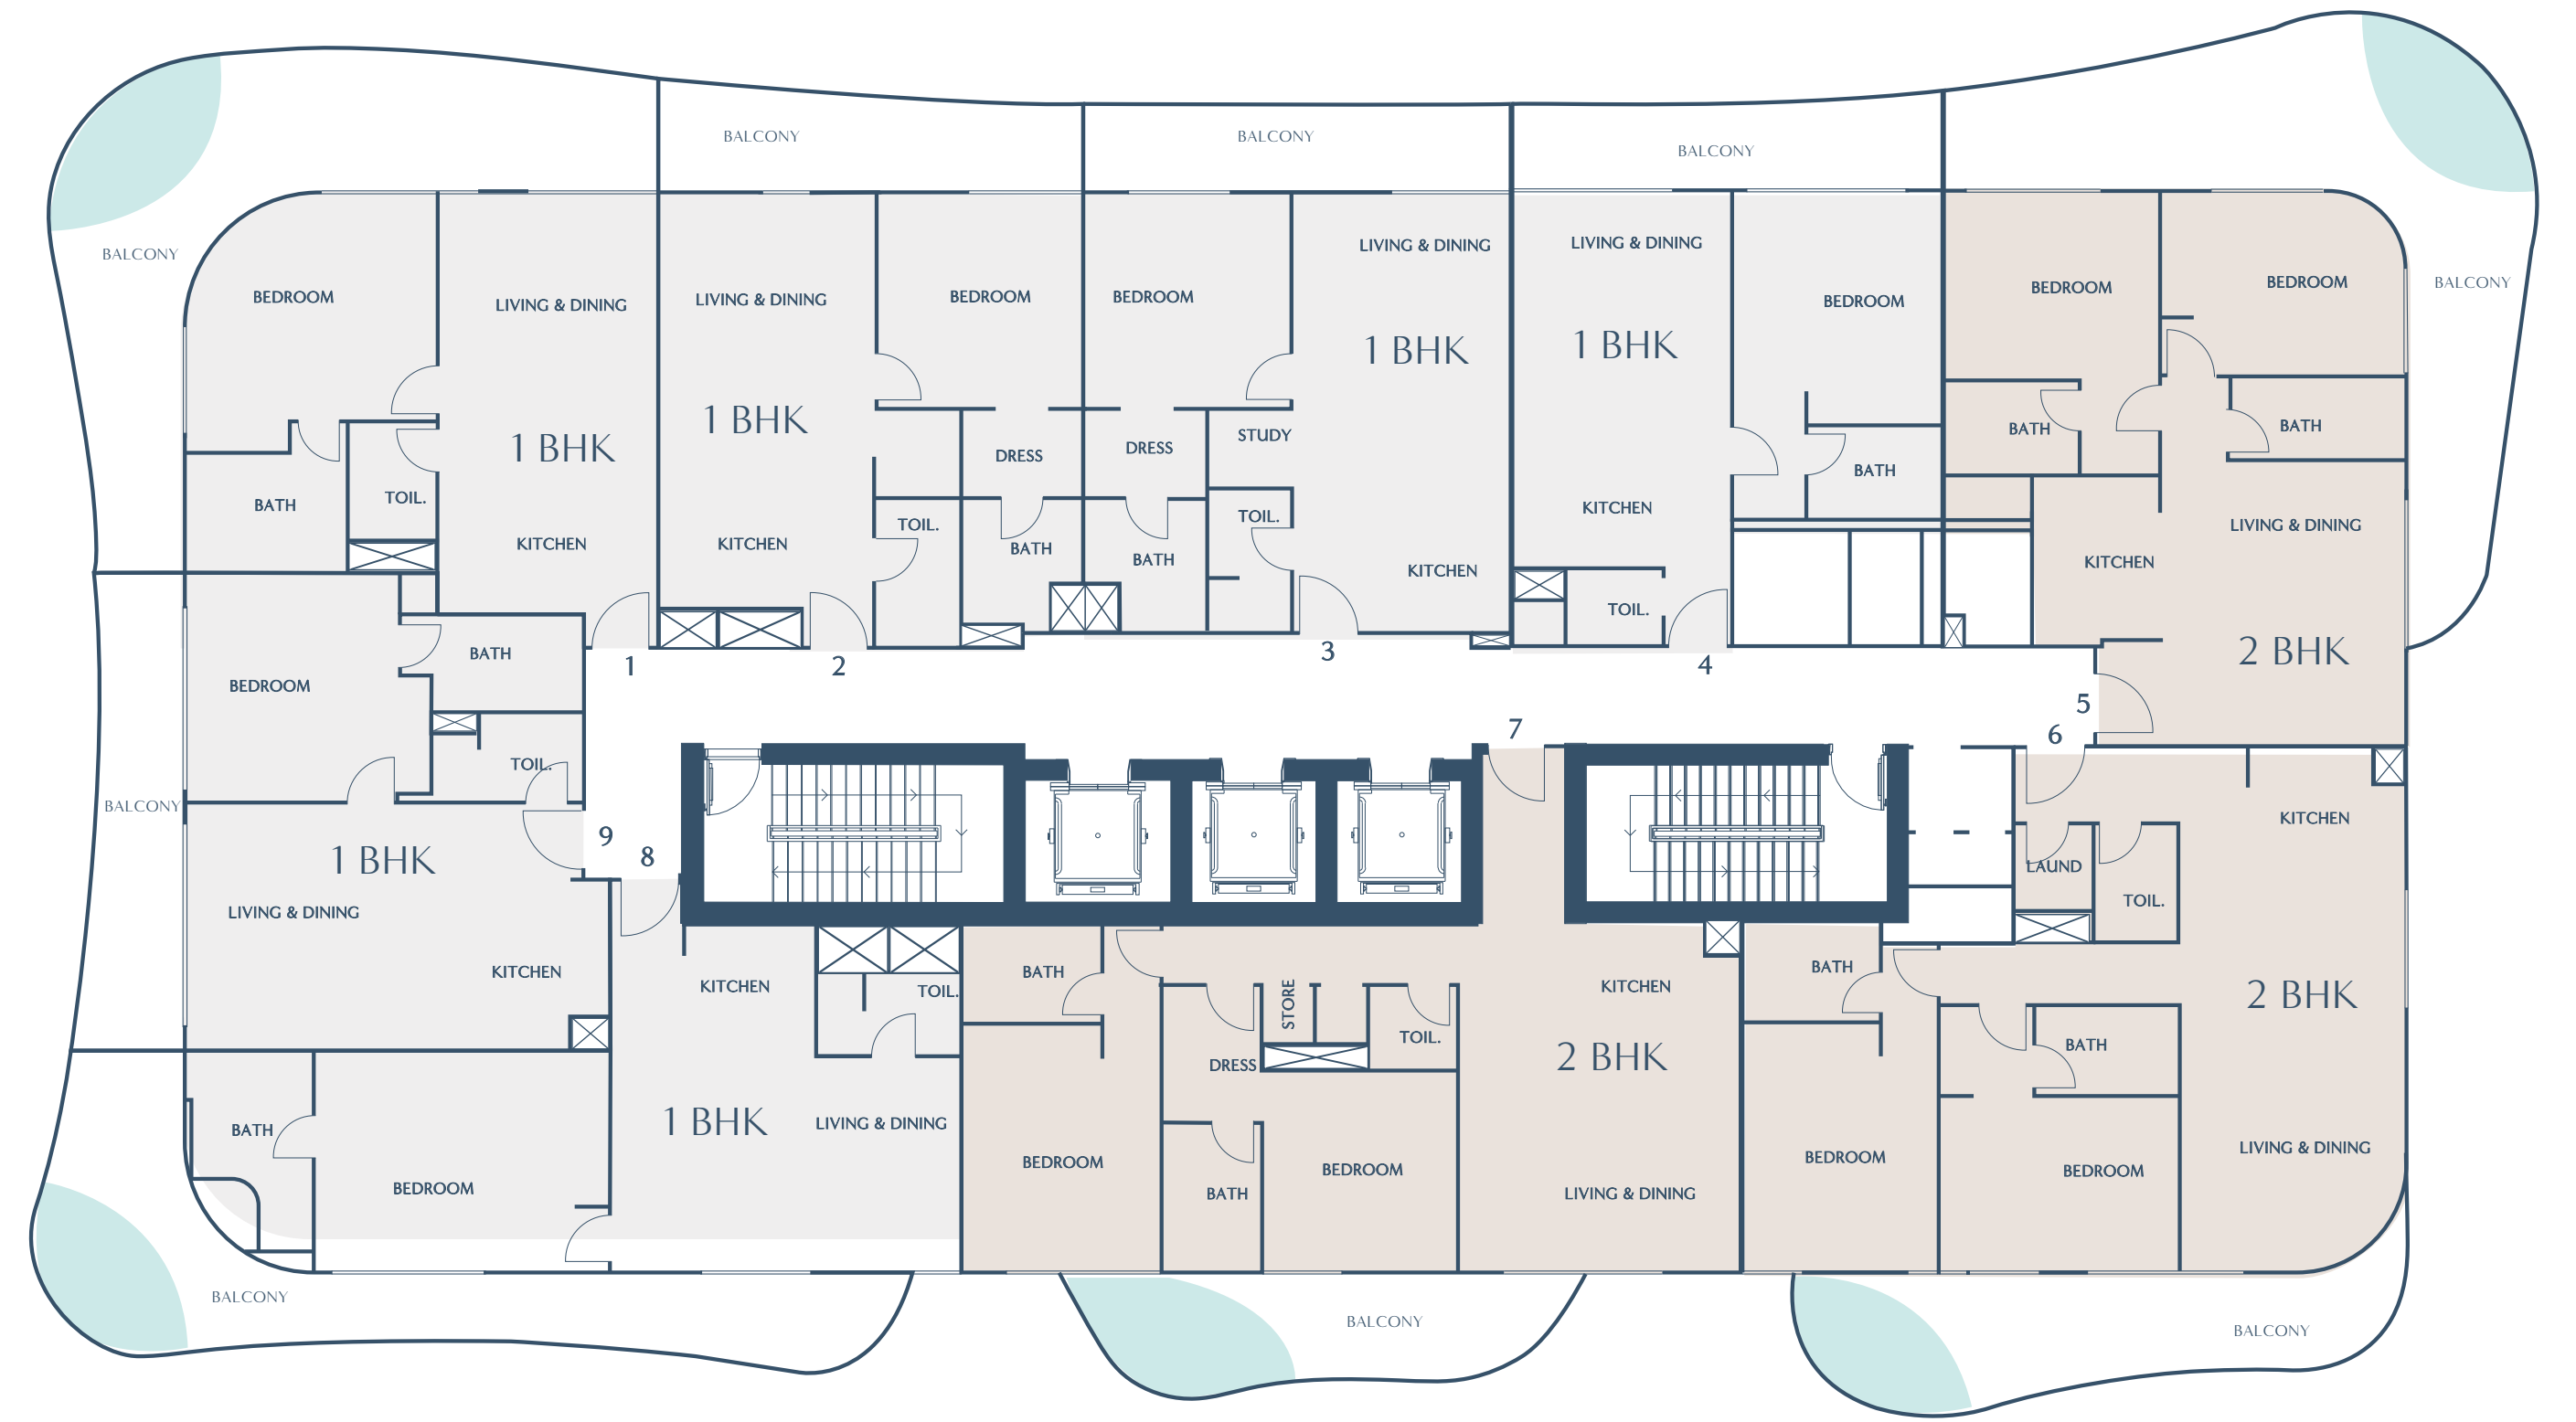 BALCONY
BALCONY
BALCONY
BALCONY
BALCONY
BEDROOM
LIVING & DINING
1 BHK
BATH
TOIL.
KITCHEN
1
LIVING & DINING
BEDROOM
1 BHK
DRESS
TOIL.
KITCHEN
BATH
2
BEDROOM
LIVING & DINING
1 BHK
STUDY
DRESS
TOIL.
BATH
KITCHEN
3
LIVING & DINING
BEDROOM
1 BHK
BATH
KITCHEN
TOIL.
4
BEDROOM
BEDROOM
BALCONY
BATH
BATH
LIVING & DINING
KITCHEN
2 BHK
5
BEDROOM
BATH
TOIL.
BALCONY
1 BHK
9
LIVING & DINING
KITCHEN
8
KITCHEN
TOIL.
1 BHK
LIVING & DINING
BATH
BEDROOM
BALCONY
7
BATH
STORE
KITCHEN
TOIL.
DRESS
2 BHK
BEDROOM
BEDROOM
BATH
LIVING & DINING
BALCONY
6
KITCHEN
LAUND
TOIL.
BATH
2 BHK
BATH
BEDROOM
BEDROOM
LIVING & DINING
BALCONY